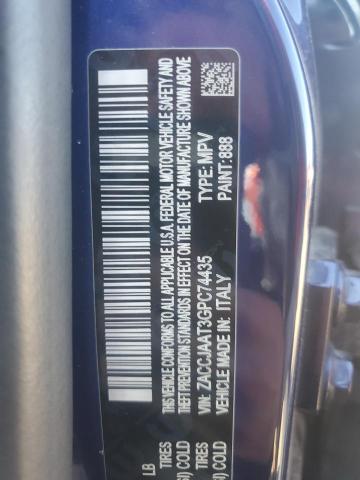 THIS VEHICLE CONFORMS TO ALL APPLICABLE U.S.A. FEDERAL MOTOR VEHICLE SAFETY AND
THEFT PREVENTION STANDARDS IN EFFECT ON THE DATE OF MANUFACTURE SHOWN ABOVE
VIN: ZACCJAAT3GPC74435 TYPE: MPV
VEHICLE MADE IN: ITALY PAINT: 888
LB
TIRES
SI) COLD
TIRES
SI) COLD